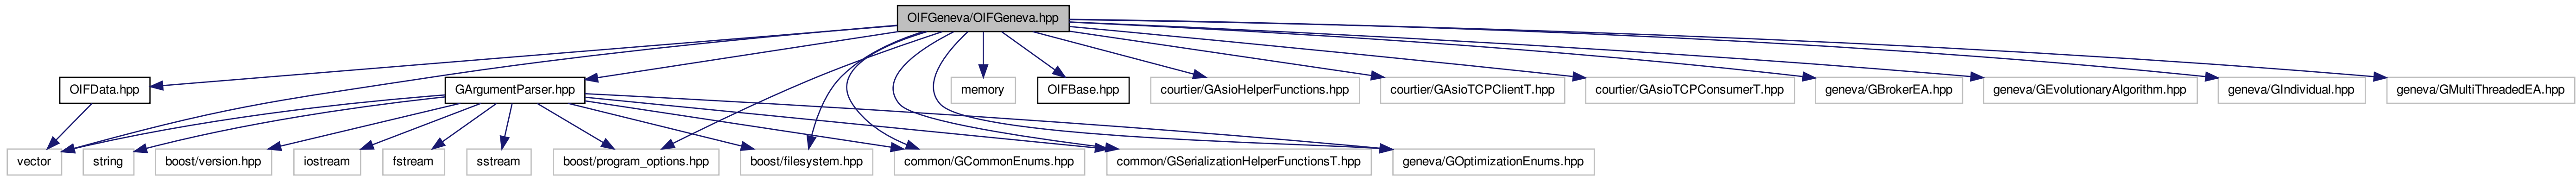 OIFGeneva/OIFGeneva.hpp
OIFData.hpp
GArgumentParser.hpp
memory
OIFBase.hpp
courtier/GAsioHelperFunctions.hpp
courtier/GAsioTCPClientT.hpp
courtier/GAsioTCPConsumerT.hpp
geneva/GBrokerEA.hpp
geneva/GEvolutionaryAlgorithm.hpp
geneva/GIndividual.hpp
geneva/GMultiThreadedEA.hpp
vector
string
boost/version.hpp
iostream
fstream
sstream
boost/program_options.hpp
boost/filesystem.hpp
common/GCommonEnums.hpp
common/GSerializationHelperFunctionsT.hpp
geneva/GOptimizationEnums.hpp